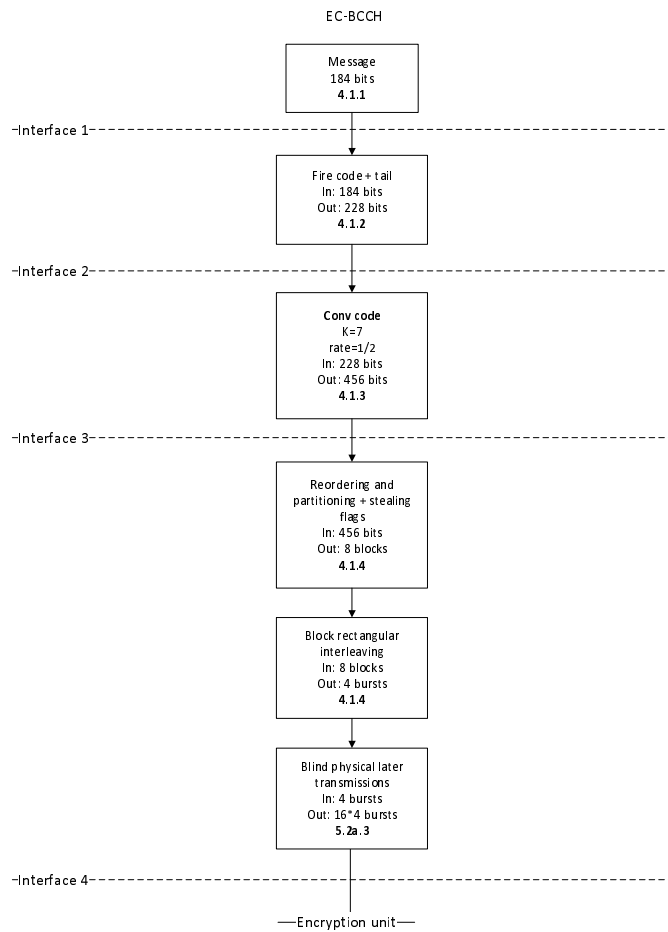 EC-BCCH
Message
184 bits
4.1.1
Interface 1
Fire code + tail
In: 184 bits
Out: 228 bits
4.1.2
Interface 2
Conv code
K=7
rate=1/2
In: 228 bits
Out: 456 bits
4.1.3
Interface 3
Reordering and
partitioning + stealing
flags
In: 456 bits
Out: 8 blocks
4.1.4
Block rectangular
interleaving
In: 8 blocks
Out: 4 bursts
4.1.4
Blind physical later
transmissions
In: 4 bursts
Out: 16*4 bursts
5.2a.3
Interface 4
Encryption unit